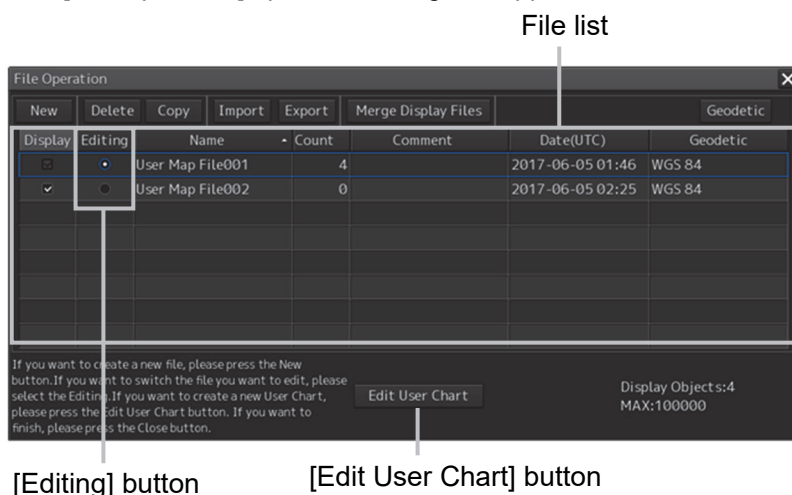 File list
File Operation
New Delete Copy Import Export Merge Display Files Geodetic
Display Editing Name Count Comment Date(UTC) Geodetic
User Map File001 4 2017-06-05 01:46 WGS 84
User Map File002 0 2017-06-05 02:25 WGS 84
If you want to create a new file, please press the New
button.If you want to switch the file you want to edit, please
select the Editing.If you want to create a new User Chart,
please press the Edit User Chart button. If you want to
finish, please press the Close button.
Edit User Chart
Display Objects:4
MAX:100000
[Editing] button
[Edit User Chart] button